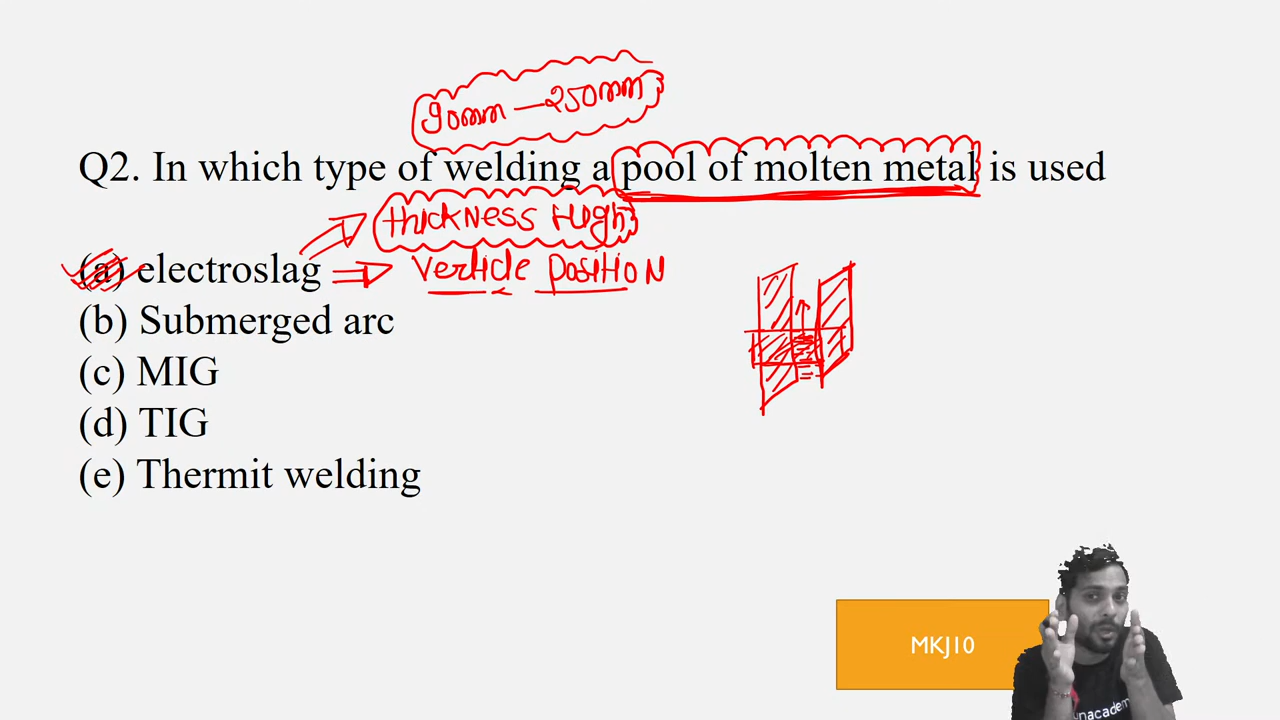 90mm — 250mm
Q2. In which type of welding a pool of molten metal is used
thickness High
(a) electroslag ⇒ verticle position
(b) Submerged arc
(c) MIG
(d) TIG
(e) Thermit welding
MKJ10
nacadem